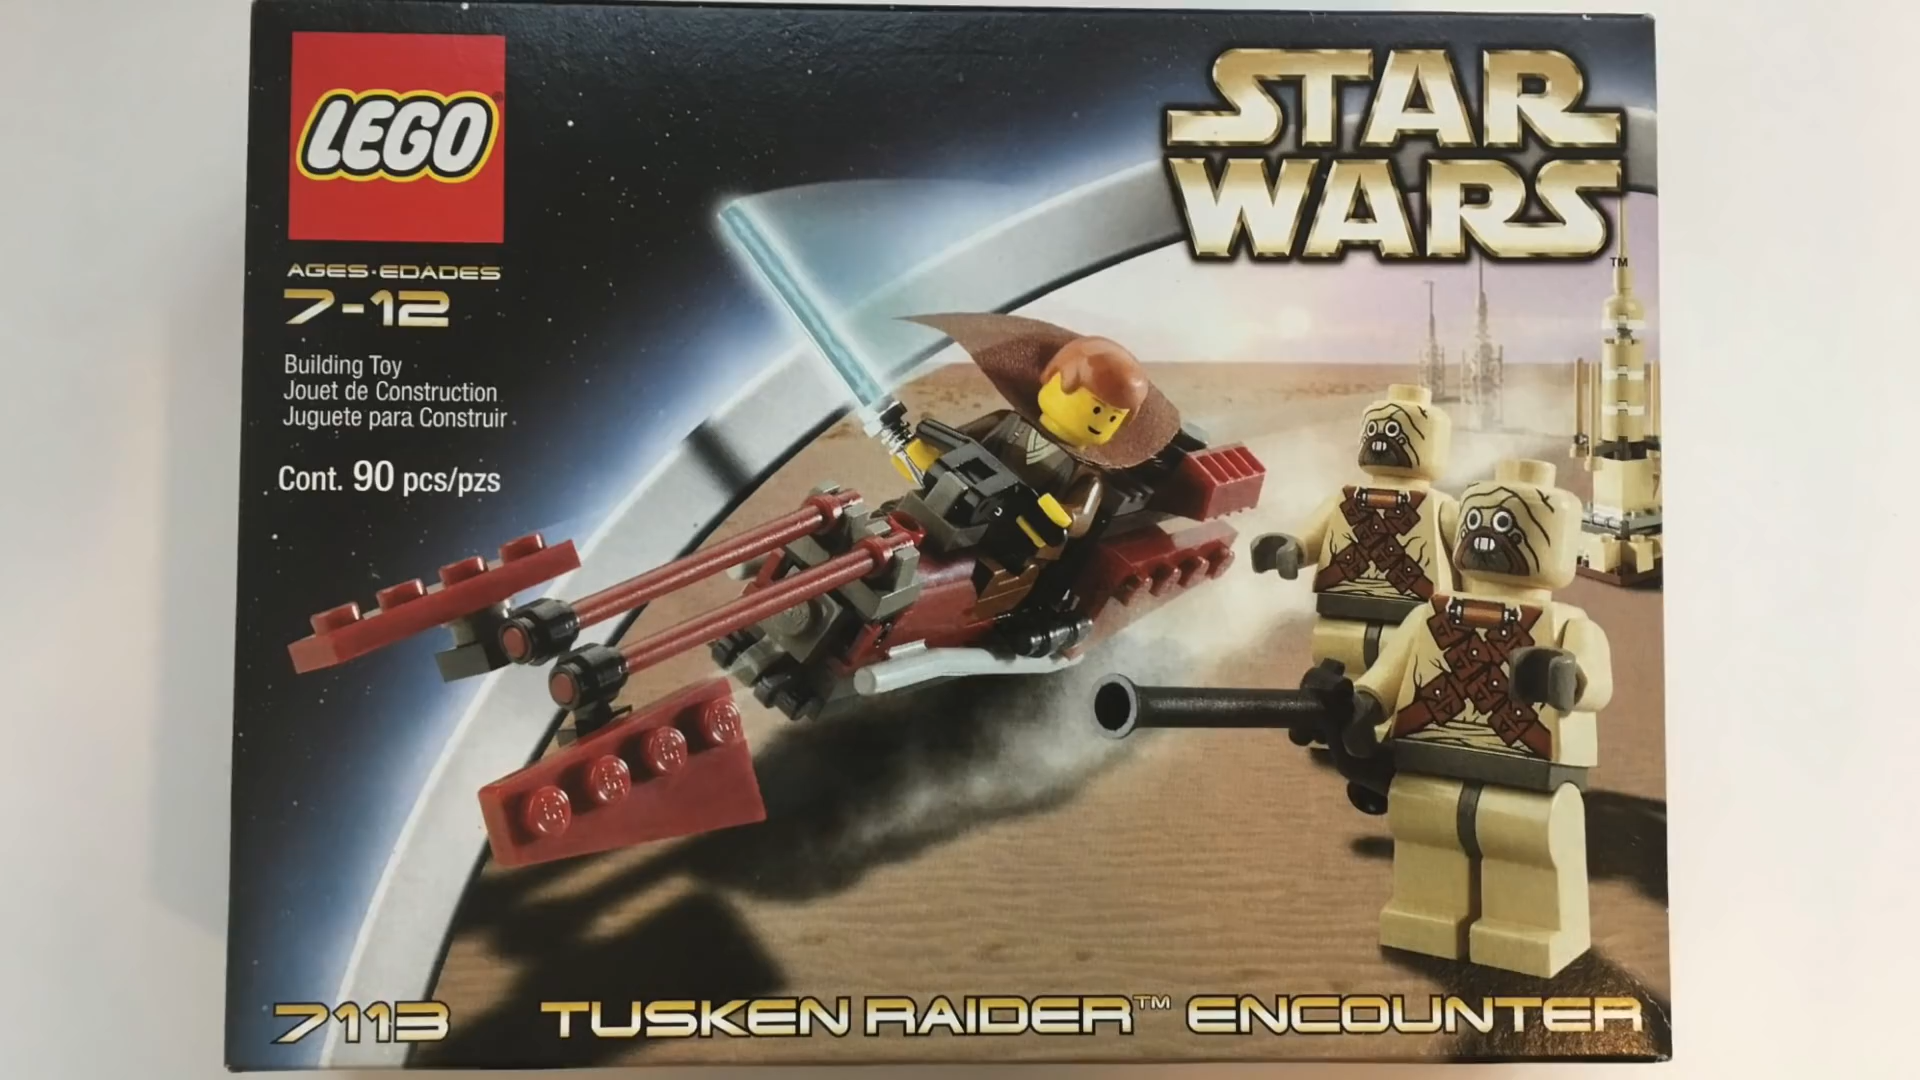 LEGO
STAR
WARS
™
AGES·EDADES
7-12
Building Toy
Jouet de Construction
Juguete para Construir
Cont. 90 pcs/pzs
7113 TUSKEN RAIDER™ ENCOUNTER